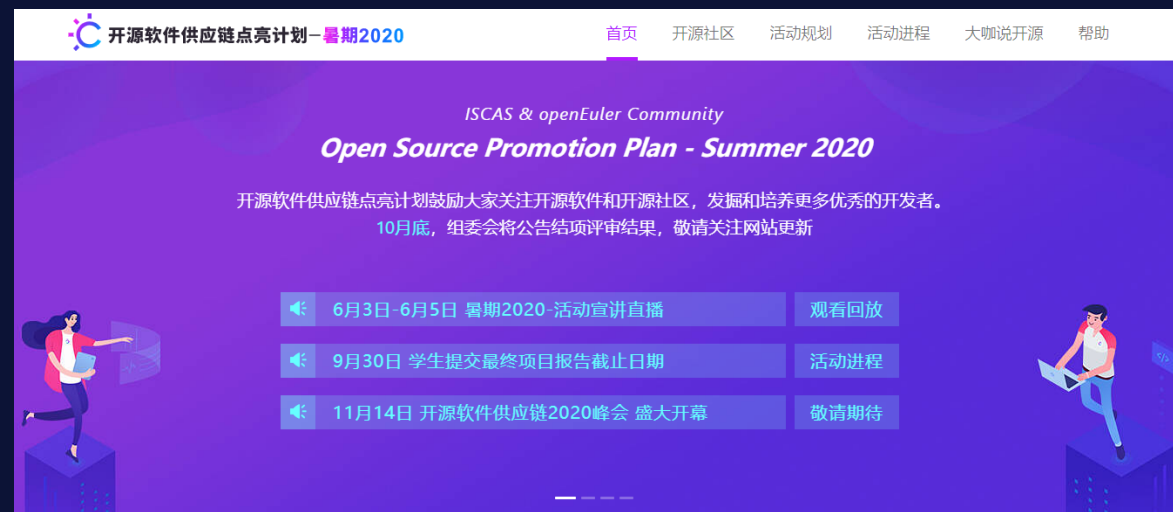 开源软件供应链点亮计划—暑期2020
首页 开源社区 活动规划 活动进程 大咖说开源 帮助
ISCAS & openEuler Community
Open Source Promotion Plan - Summer 2020
开源软件供应链点亮计划鼓励大家关注开源软件和开源社区，发掘和培养更多优秀的开发者。
10月底，组委会将公告结项评审结果，敬请关注网站更新
6月3日-6月5日 暑期2020-活动宣讲直播 观看回放
9月30日 学生提交最终项目报告截止日期 活动进程
11月14日 开源软件供应链2020峰会 盛大开幕 敬请期待